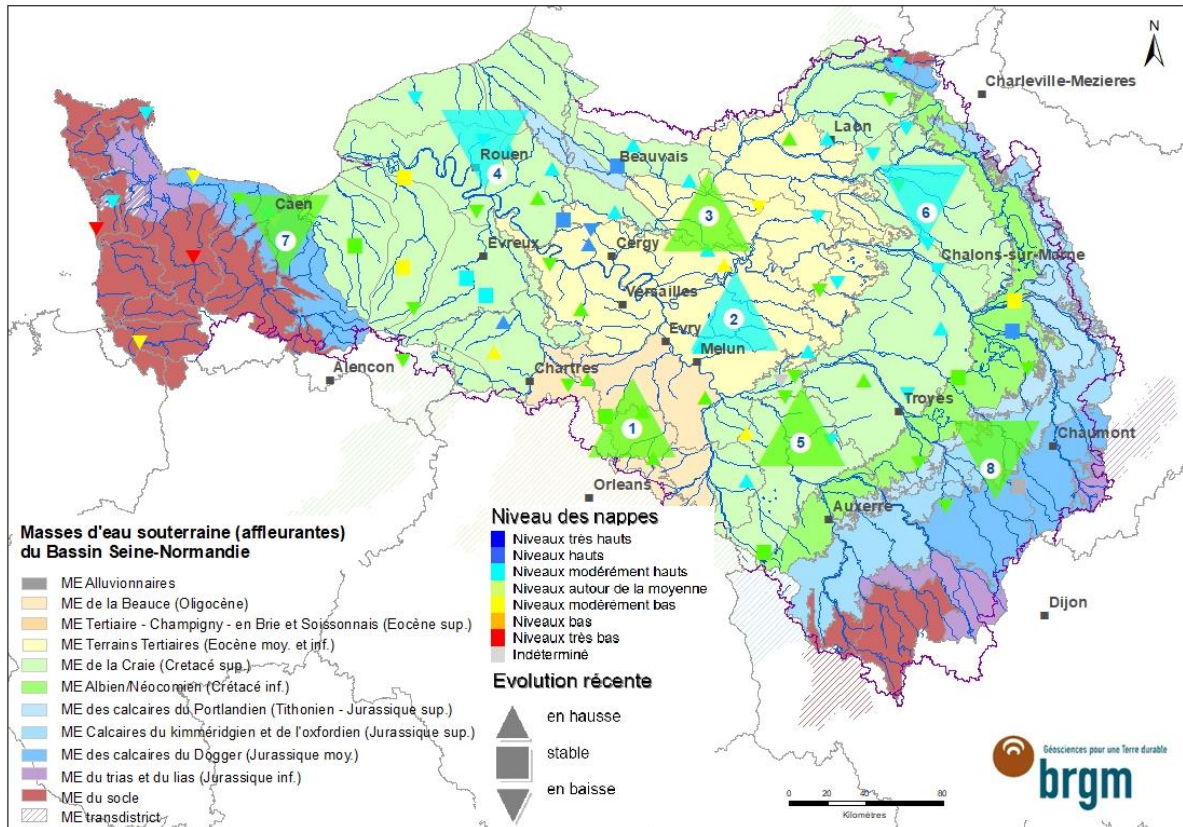 N
Charleville-Mezieres
Laon
Rouen
Beauvais
4
6
Caen
3
7
Evreux
Cergy
Chalons-sur-Marne
Versailles
2
Evry
Melun
Alencon
Chartres
Troyes
1
5
Chaumont
8
Orleans
Auxerre
Dijon
Masses d'eau souterraine (affleurantes)
du Bassin Seine-Normandie
ME Alluvionnaires
ME de la Beauce (Oligocène)
ME Tertiaire - Champigny - en Brie et Soissonnais (Eocène sup.)
ME Terrains Tertiaires (Eocène moy. et inf.)
ME de la Craie (Cretacé sup.)
ME Albien/Néocomien (Crétacé inf.)
ME des calcaires du Portlandien (Tithonien - Jurassique sup.)
ME Calcaires du kimméridgien et de l'oxfordien (Jurassique sup.)
ME des calcaires du Dogger (Jurassique moy.)
ME du trias et du lias (Jurassique inf.)
ME du socle
ME transdistrict
Niveau des nappes
Niveaux très hauts
Niveaux hauts
Niveaux modérément hauts
Niveaux autour de la moyenne
Niveaux modérément bas
Niveaux bas
Niveaux très bas
Indéterminé
Evolution récente
en hausse
stable
en baisse
Géosciences pour une Terre durable
brgm
0 20 40 80
Kilomètres